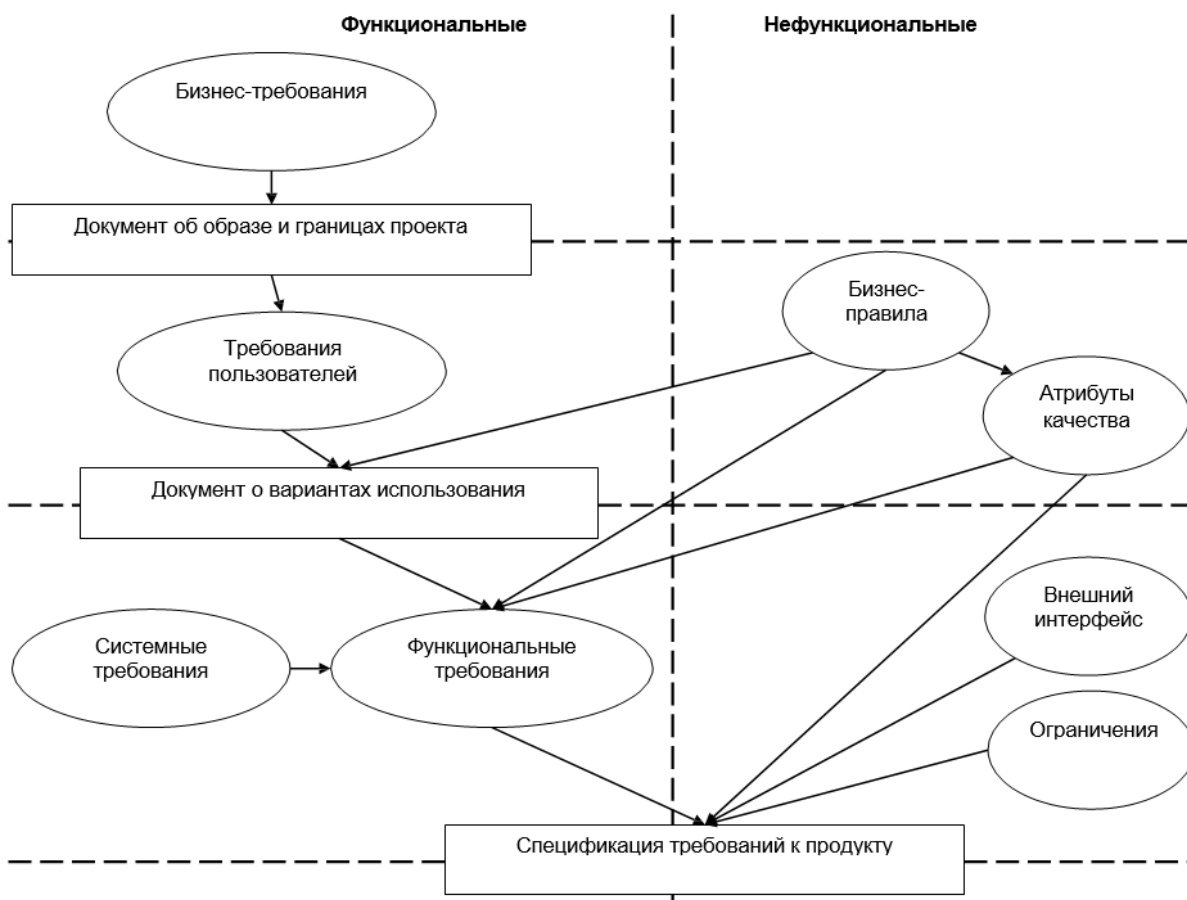 Функциональные
Нефункциональные
Бизнес-требования
Документ об образе и границах проекта
Бизнес-
правила
Требования
пользователей
Атрибуты
качества
Документ о вариантах использования
Внешний
интерфейс
Системные
требования
Функциональные
требования
Ограничения
Спецификация требований к продукту